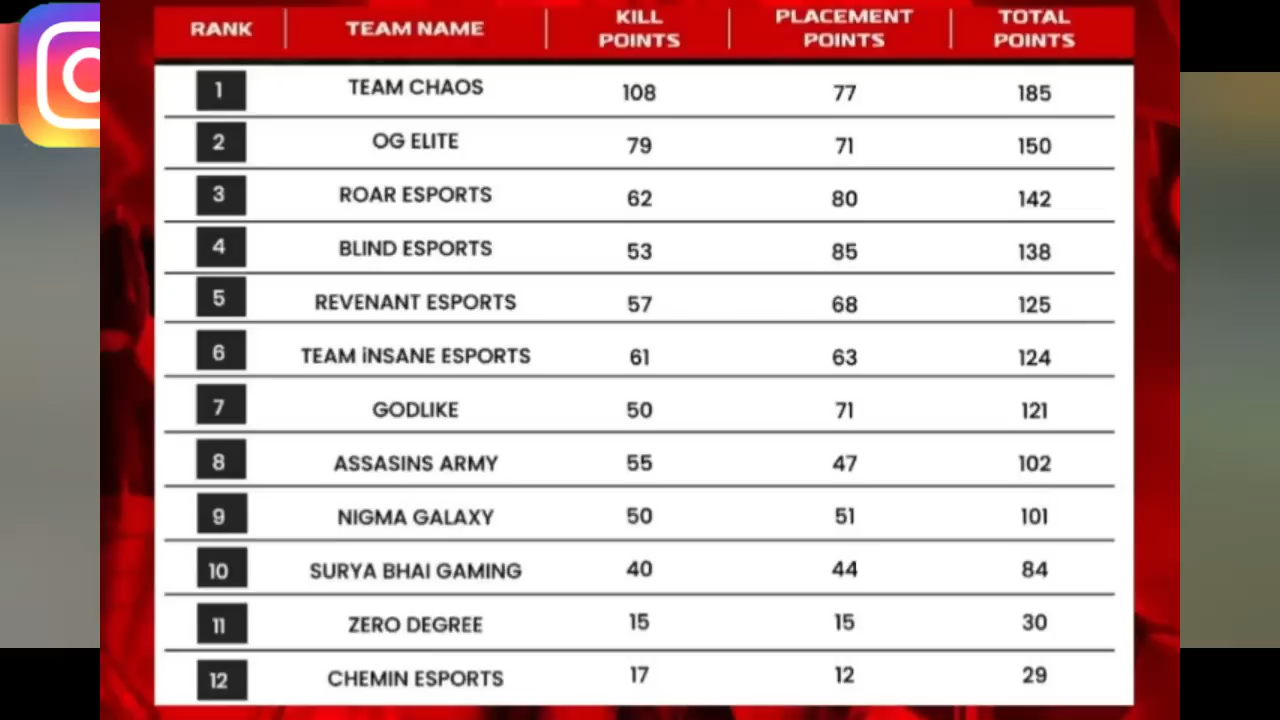 RANK TEAM NAME KILL POINTS PLACEMENT POINTS TOTAL POINTS
1 TEAM CHAOS 108 77 185
2 OG ELITE 79 71 150
3 ROAR ESPORTS 62 80 142
4 BLIND ESPORTS 53 85 138
5 REVENANT ESPORTS 57 68 125
6 TEAM iNSANE ESPORTS 61 63 124
7 GODLIKE 50 71 121
8 ASSASINS ARMY 55 47 102
9 NIGMA GALAXY 50 51 101
10 SURYA BHAI GAMING 40 44 84
11 ZERO DEGREE 15 15 30
12 CHEMIN ESPORTS 17 12 29